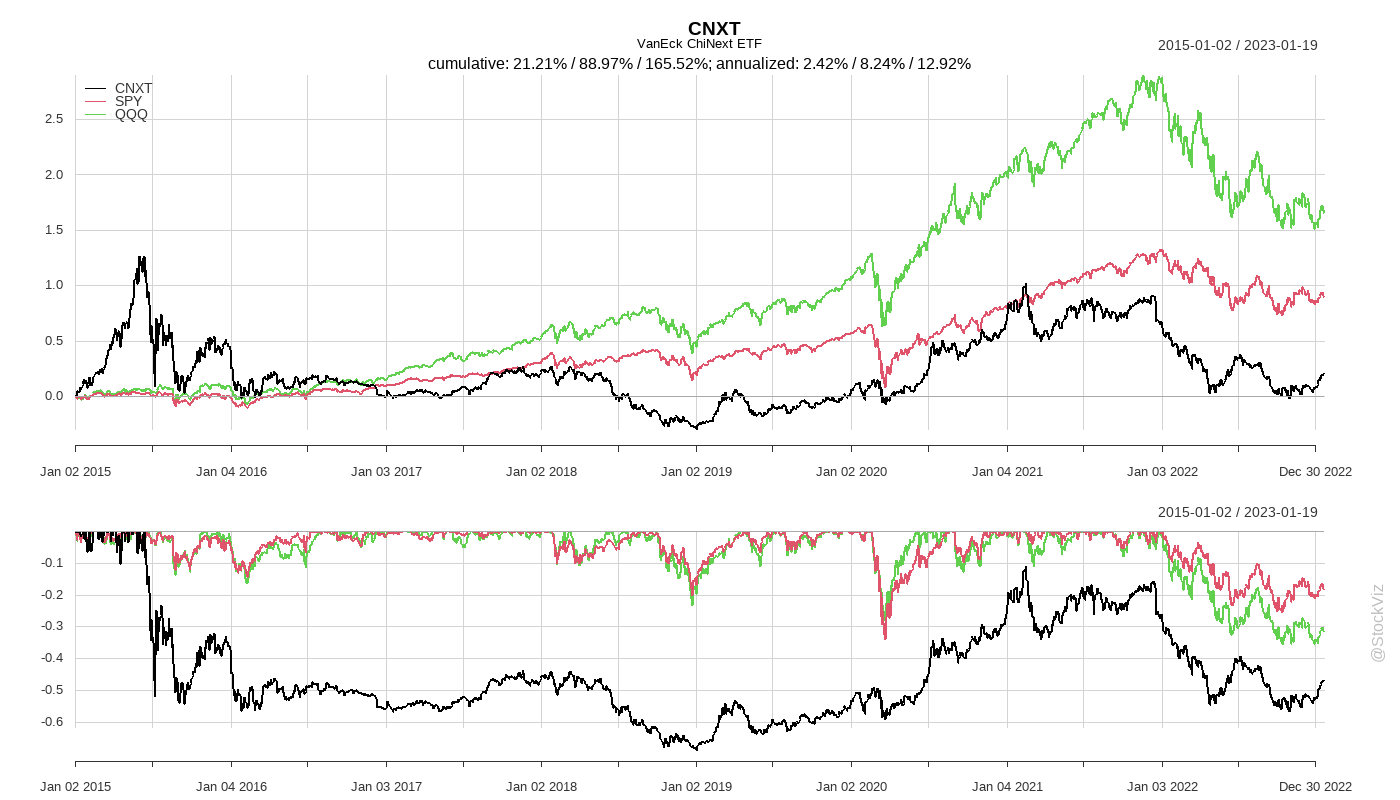 CNXT
VanEck ChiNext ETF
2015-01-02 / 2023-01-19
cumulative: 21.21% / 88.97% / 165.52%; annualized: 2.42% / 8.24% / 12.92%
CNXT
SPY
QQQ
2.5
2.0
1.5
1.0
0.5
0.0
Jan 02 2015 Jan 04 2016 Jan 03 2017 Jan 02 2018 Jan 02 2019 Jan 02 2020 Jan 04 2021 Jan 03 2022 Dec 30 2022
2015-01-02 / 2023-01-19
-0.1
-0.2
-0.3
-0.4
-0.5
-0.6
Jan 02 2015 Jan 04 2016 Jan 03 2017 Jan 02 2018 Jan 02 2019 Jan 02 2020 Jan 04 2021 Jan 03 2022 Dec 30 2022
@StockViz